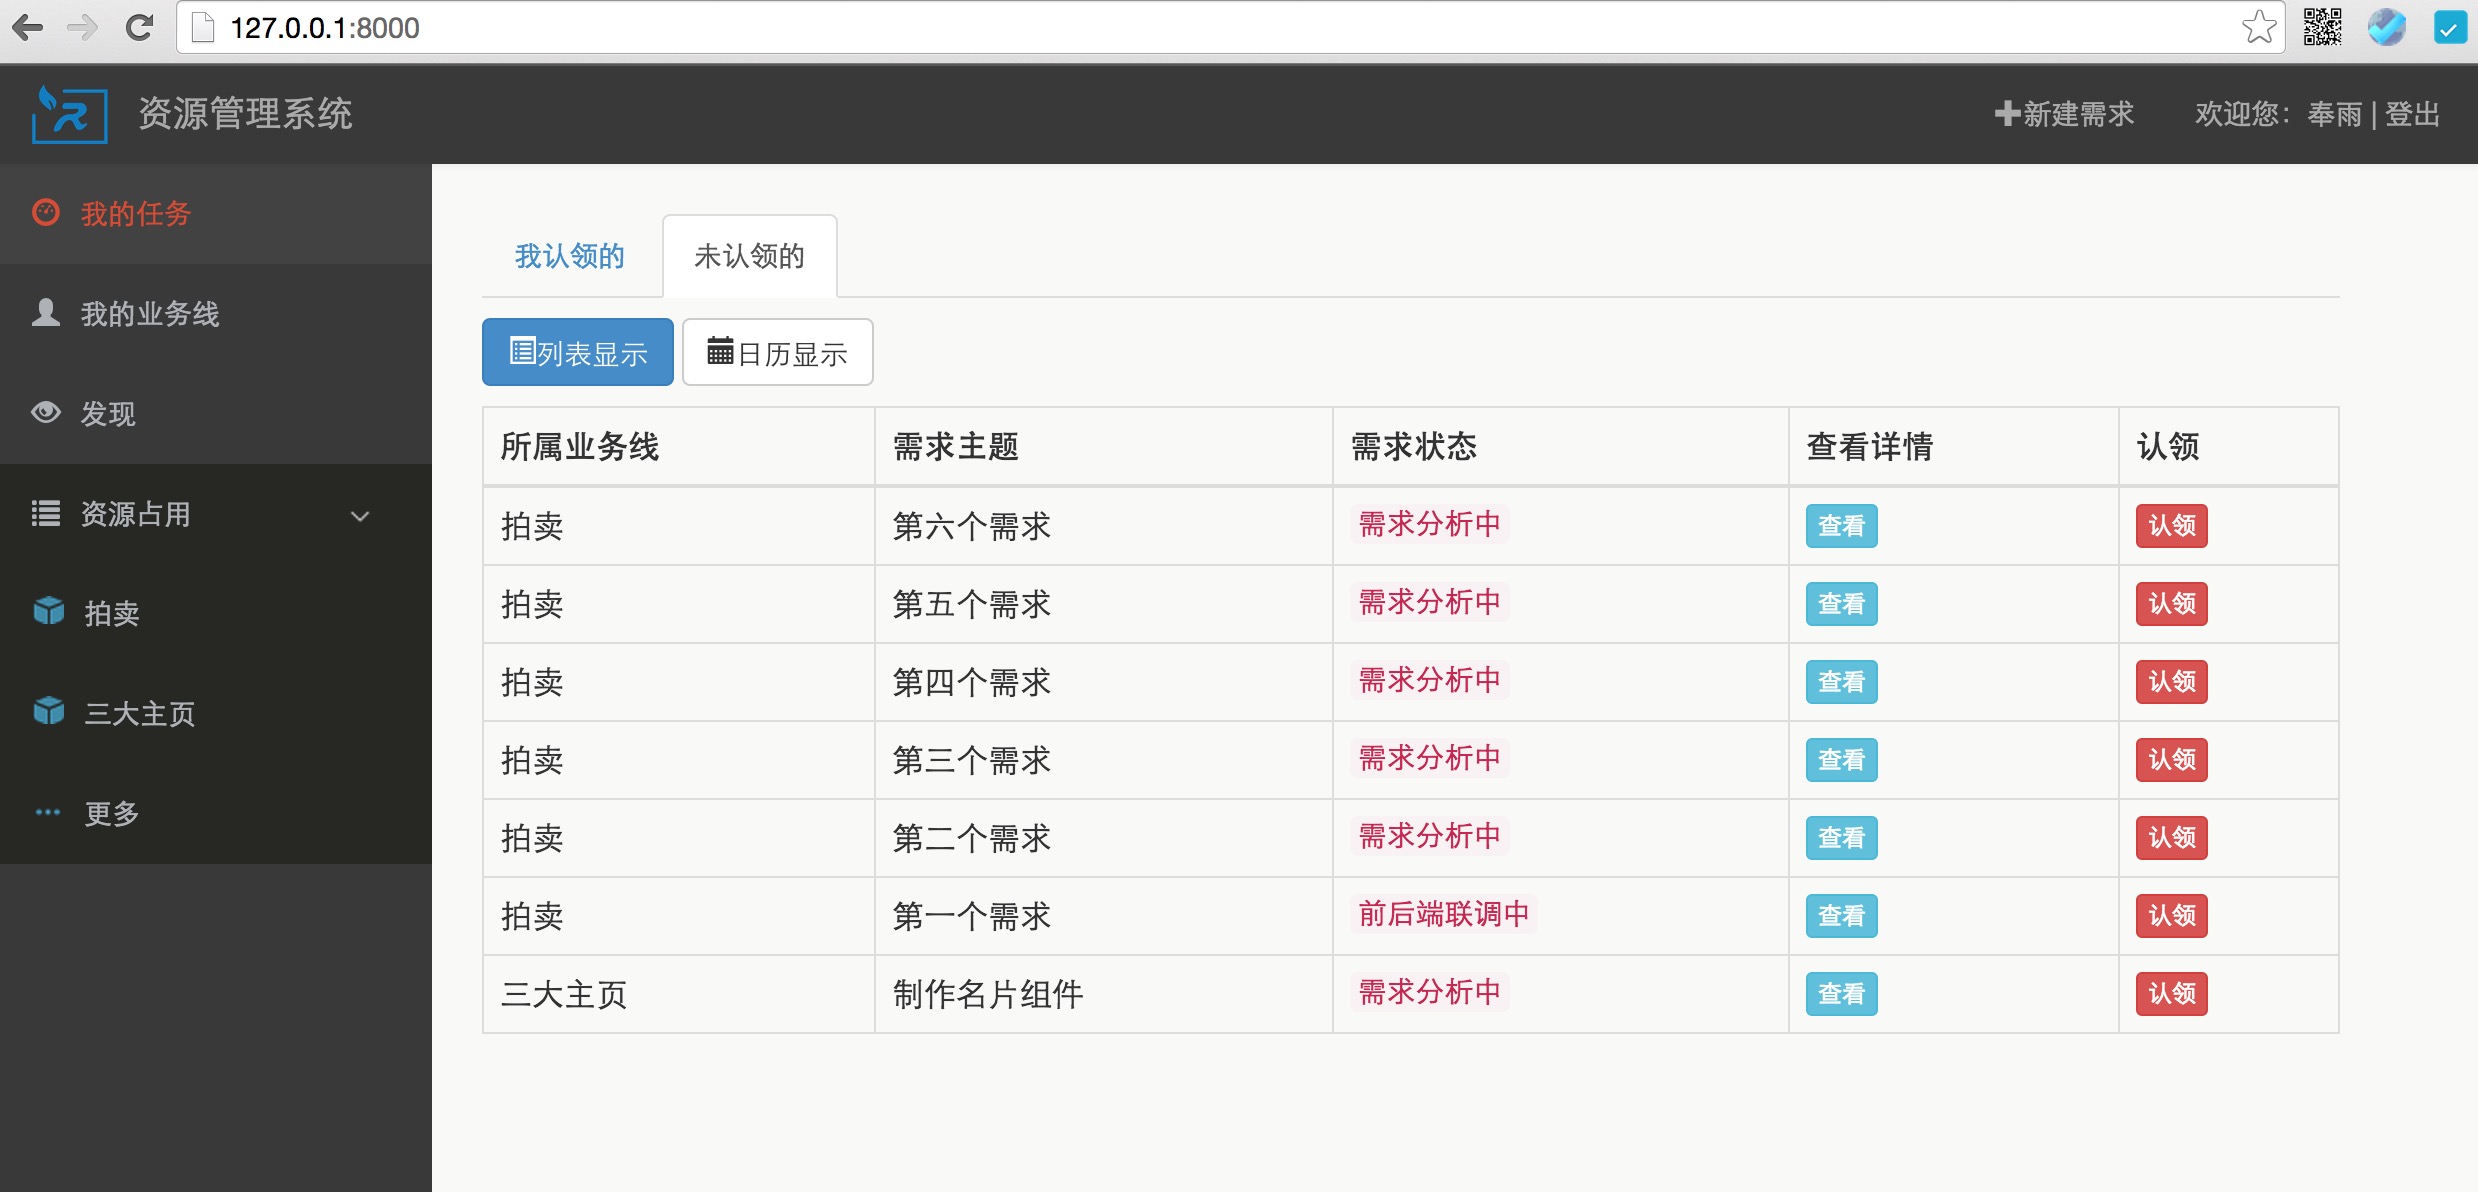 127.0.0.1:8000
资源管理系统
新建需求
欢迎您：奉雨 | 登出
我的任务
我的业务线
发现
资源占用
拍卖
三大主页
更多
我认领的 未认领的
列表显示 日历显示
所属业务线 需求主题 需求状态 查看详情 认领
拍卖 第六个需求 需求分析中 查看 认领
拍卖 第五个需求 需求分析中 查看 认领
拍卖 第四个需求 需求分析中 查看 认领
拍卖 第三个需求 需求分析中 查看 认领
拍卖 第二个需求 需求分析中 查看 认领
拍卖 第一个需求 前后端联调中 查看 认领
三大主页 制作名片组件 需求分析中 查看 认领